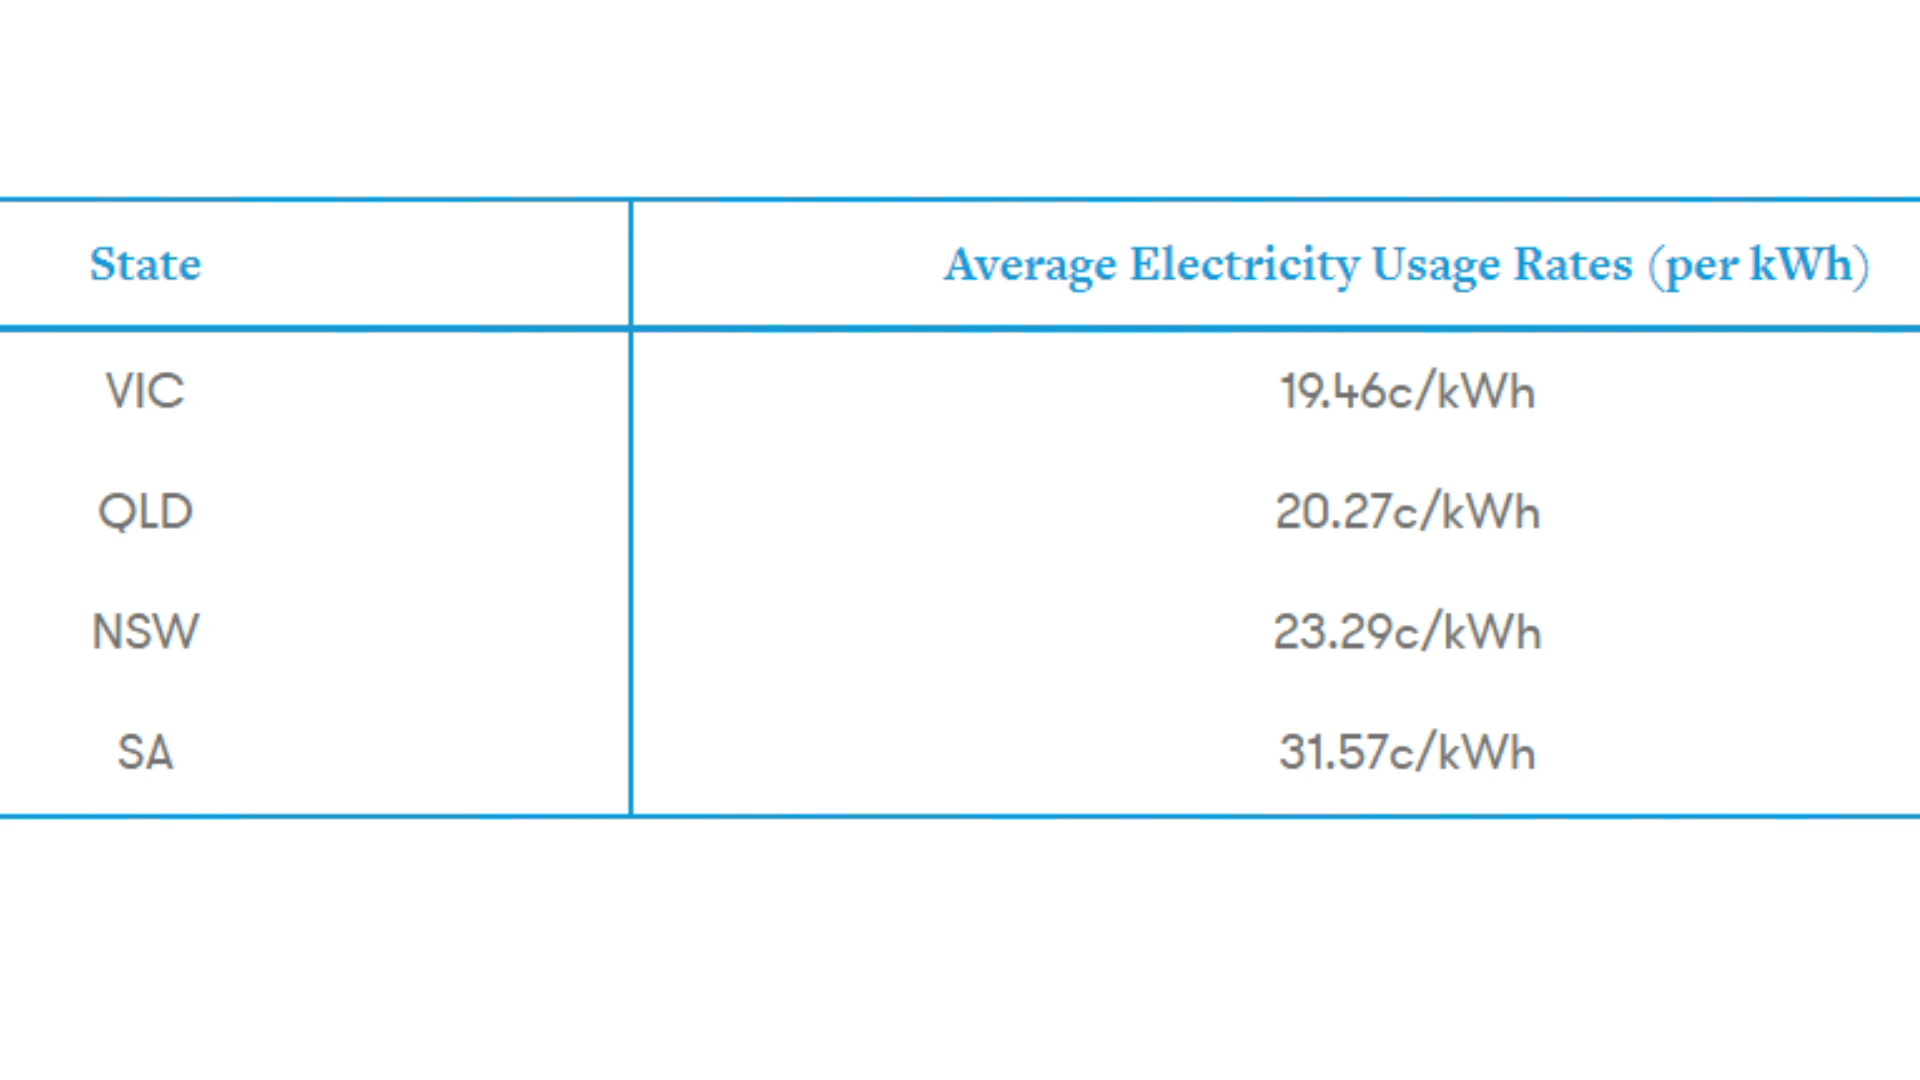 State Average Electricity Usage Rates (per kWh)
VIC 19.46c/kWh
QLD 20.27c/kWh
NSW 23.29c/kWh
SA 31.57c/kWh